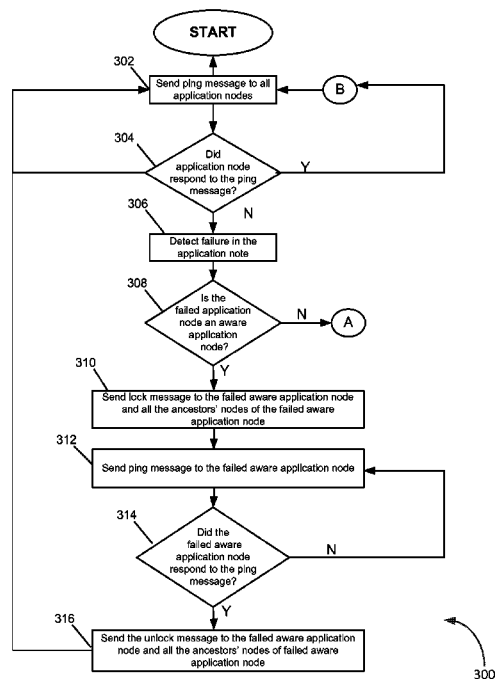 START
302
Send ping message to all
application nodes
B
304
Did
application node
respond to the ping
message?
Y
N
306
Detect failure in the
application note
308
Is the
failed application
node an aware
application
node?
N
A
Y
310
Send lock message to the failed aware application node
and all the ancestors' nodes of the failed aware
application node
312
Send ping message to the failed aware application node
314
Did the
failed aware
application node
respond to the ping
message?
N
Y
316
Send the unlock message to the failed aware application
node and all the ancestors' nodes of failed aware
application node
300